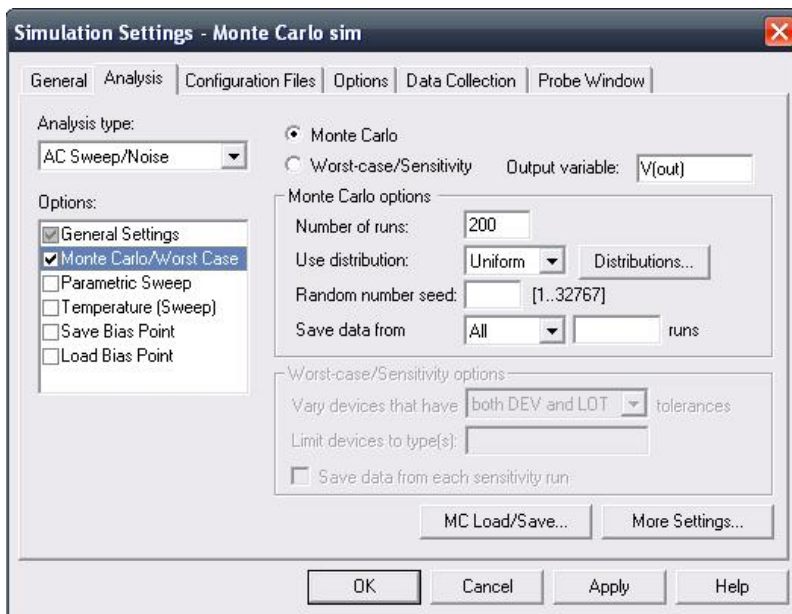 Simulation Settings - Monte Carlo sim
General Analysis Configuration Files Options Data Collection Probe Window
Analysis type:
AC Sweep/Noise
Options:
General Settings
Monte Carlo/Worst Case
Parametric Sweep
Temperature (Sweep)
Save Bias Point
Load Bias Point
Monte Carlo
Worst-case/Sensitivity Output variable: V(out)
Monte Carlo options
Number of runs: 200
Use distribution: Uniform Distributions...
Random number seed: [1..32767]
Save data from All runs
Worst-case/Sensitivity options
Vary devices that have both DEV and LOT tolerances
Limit devices to type(s):
Save data from each sensitivity run
MC Load/Save... More Settings...
OK Cancel Apply Help